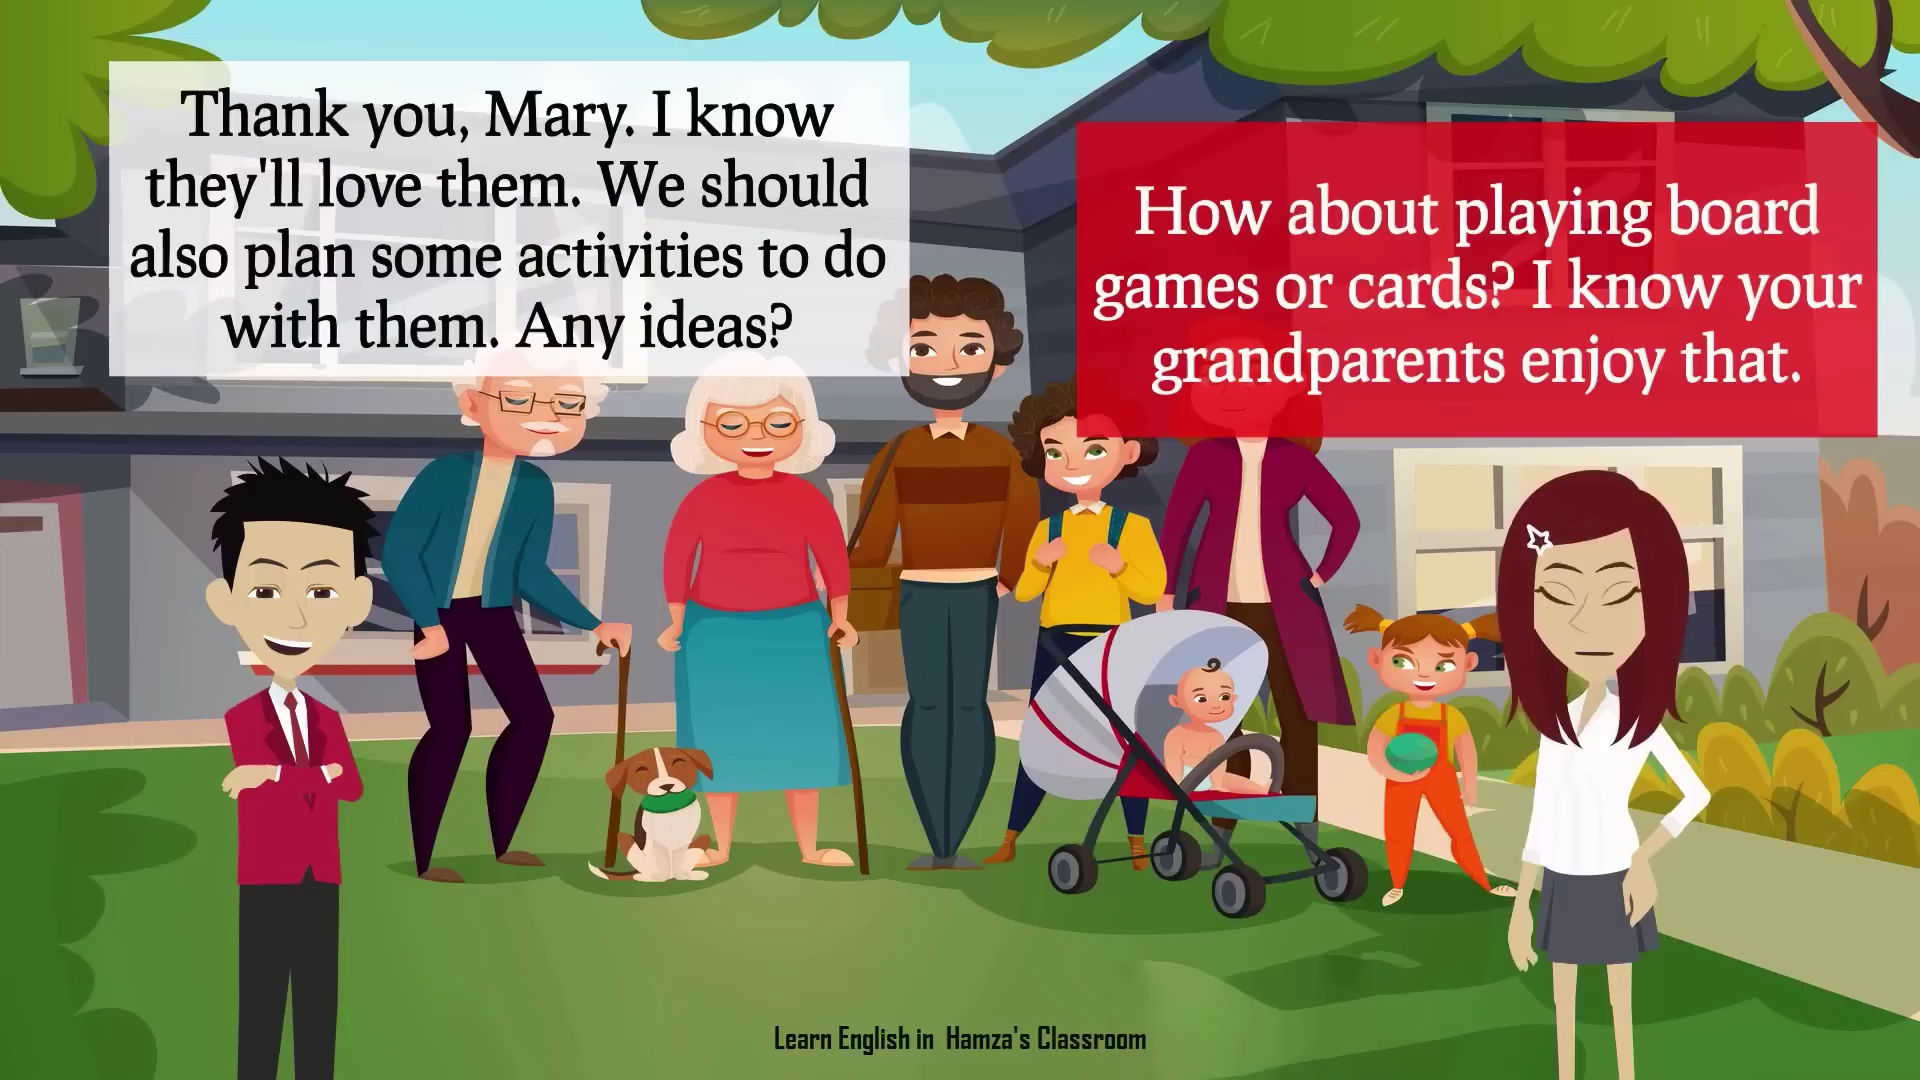 Thank you, Mary. I know
they'll love them. We should
also plan some activities to do
with them. Any ideas?
How about playing board
games or cards? I know your
grandparents enjoy that.
Learn English in Hamza's Classroom